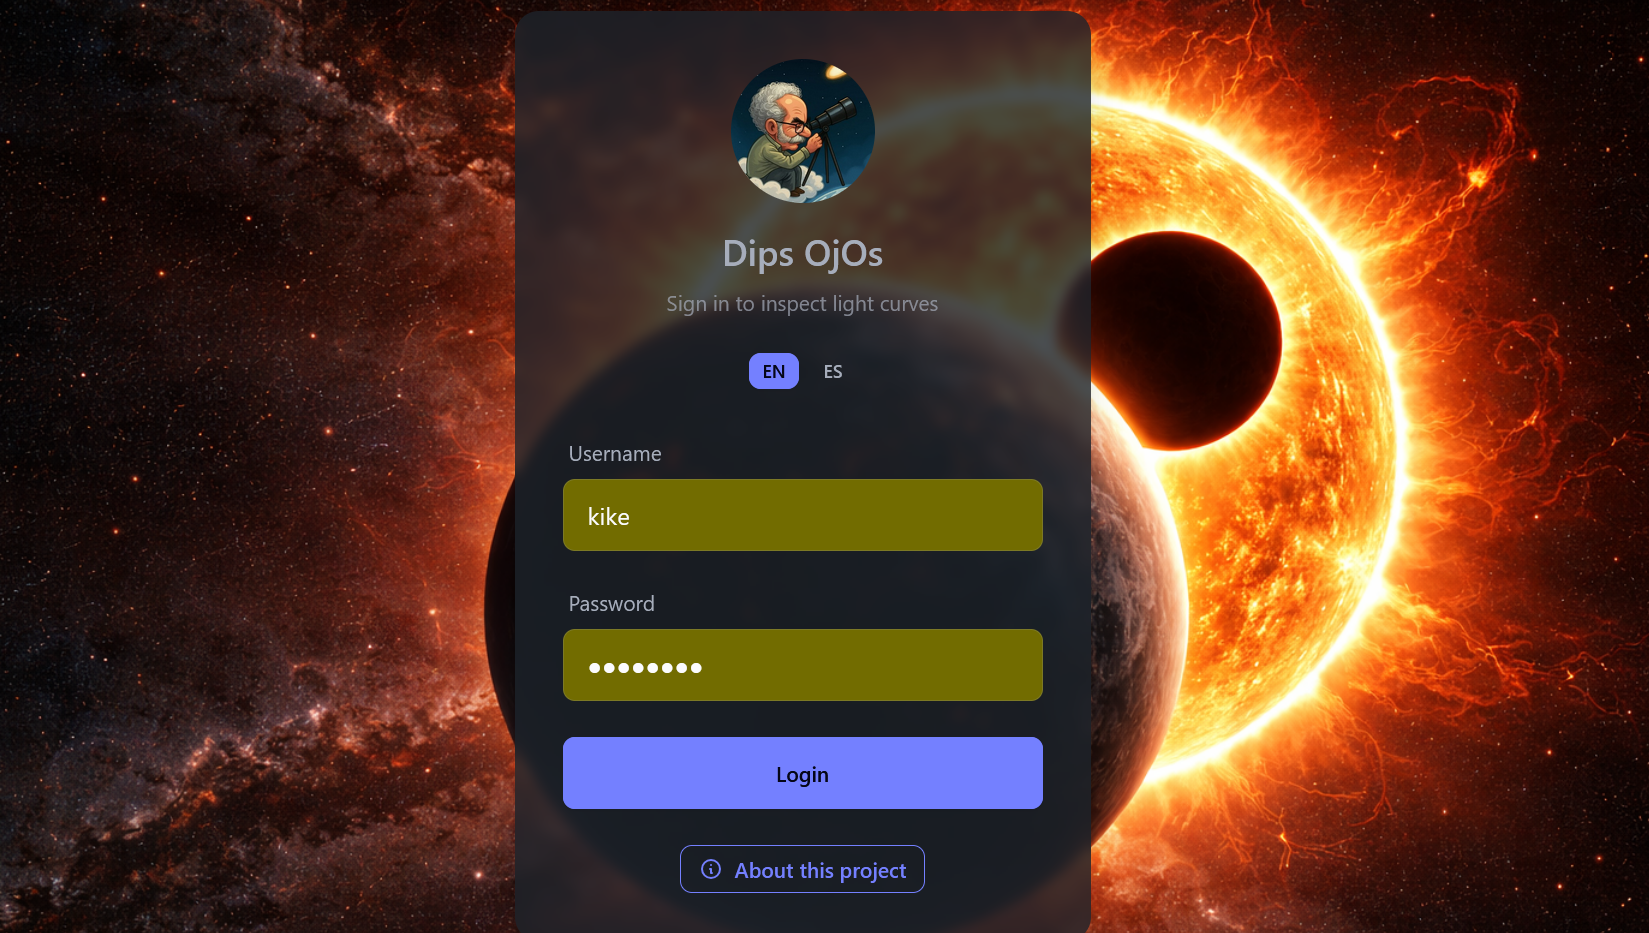 Dips OjOs
Sign in to inspect light curves
EN ES
Username
kike
Password
••••••••
Login
About this project